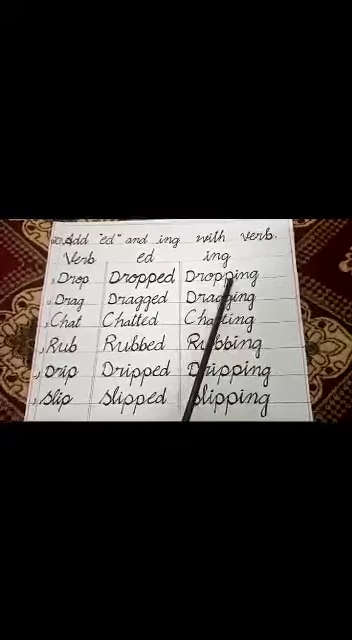 Add "ed" and ing with verb.
Verb ed ing
Drop Dropped Dropping
Drag Dragged Dragging
Chat Chatted Chatting
Rub Rubbed Rubbing
Drip Dripped Dripping
Slip Slipped Slipping